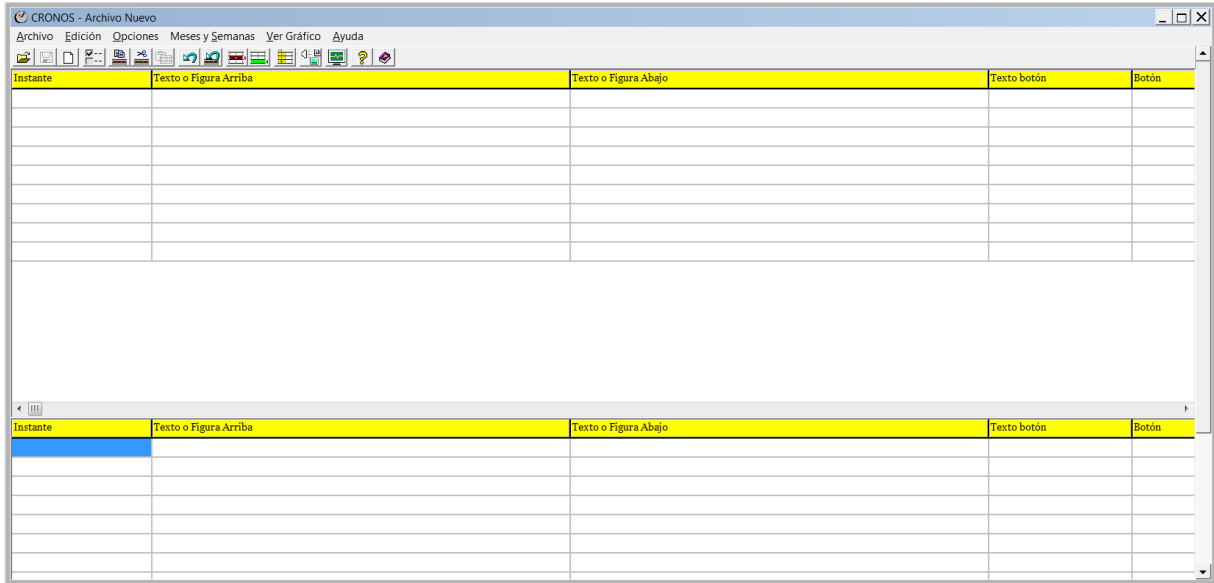 CRONOS - Archivo Nuevo
Archivo Edición Opciones Meses y Semanas Ver Gráfico Ayuda
Instante Texto o Figura Arriba Texto o Figura Abajo Texto botón Botón
Instante Texto o Figura Arriba Texto o Figura Abajo Texto botón Botón